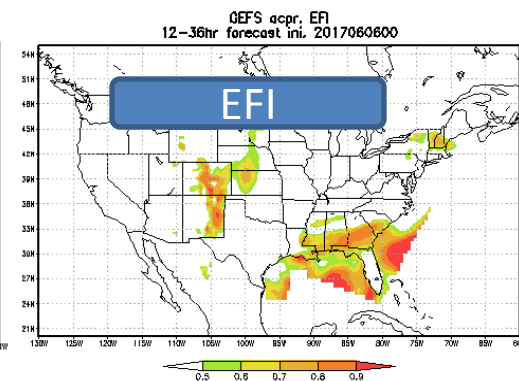 GEFS acpr, EFI
12-36hr forecast ini. 2017060600
EFI
54N
51N
48N
45N
42N
39N
36N
33N
30N
27N
24N
21N
130W 125W 120W 115W 110W 105W 100W 95W 90W 85W 80W 75W 70W 65W 60
0.5 0.6 0.7 0.8 0.9